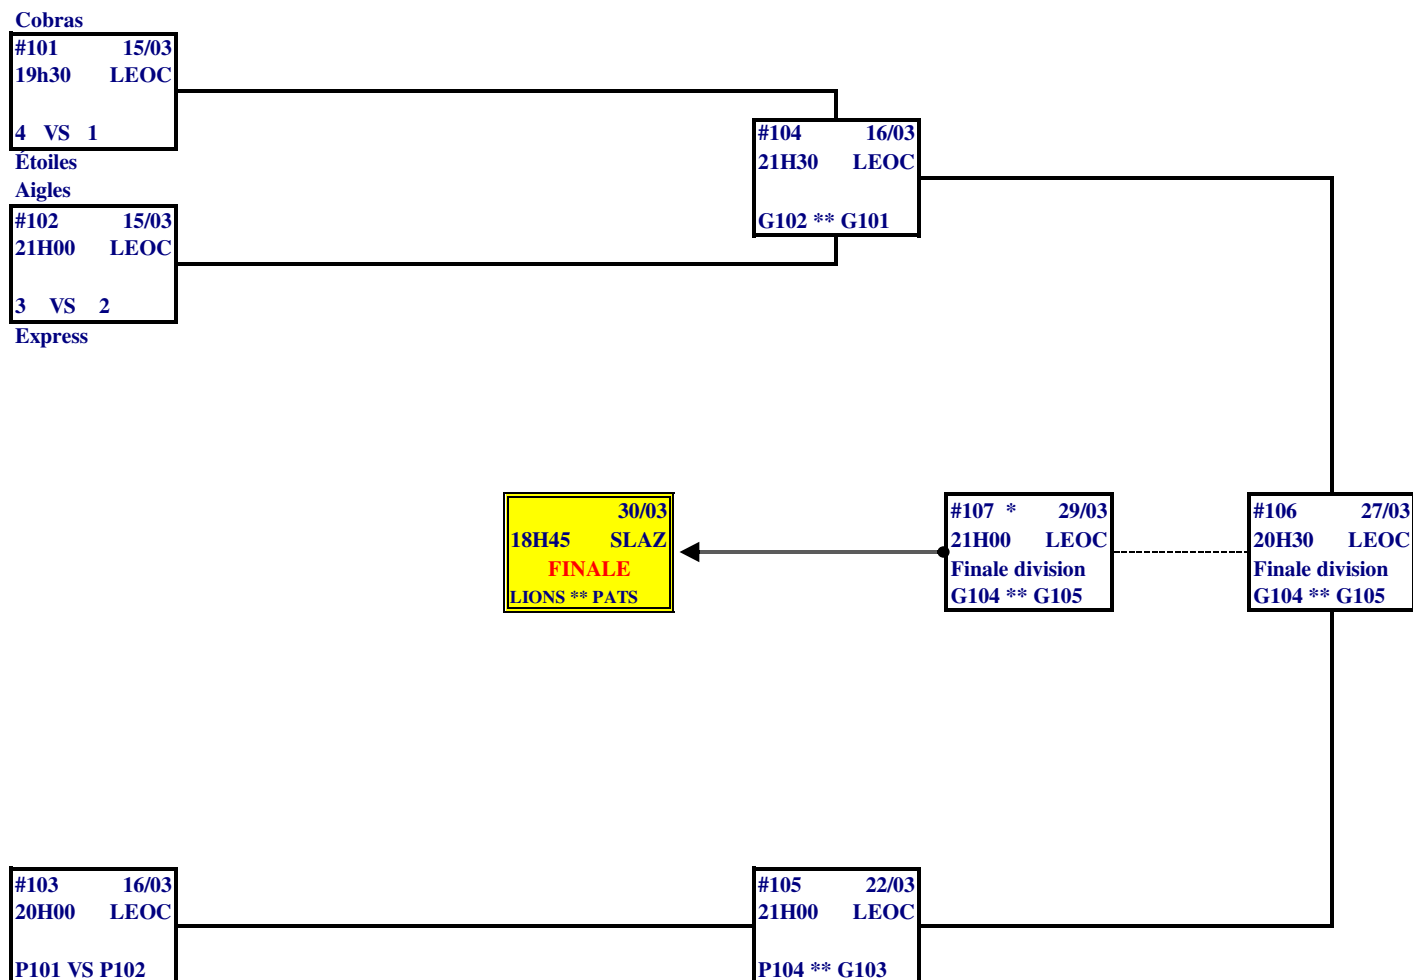 Cobras
#101 15/03
19h30 LEOC
4 VS 1
Étoiles
Aigles
#102 15/03
21H00 LEOC
3 VS 2
Express
#104 16/03
21H30 LEOC
G102 ** G101
30/03
18H45 SLAZ
FINALE
LIONS ** PATS
#107 * 29/03
21H00 LEOC
Finale division
G104 ** G105
#106 27/03
20H30 LEOC
Finale division
G104 ** G105
#103 16/03
20H00 LEOC
P101 VS P102
#105 22/03
21H00 LEOC
P104 ** G103